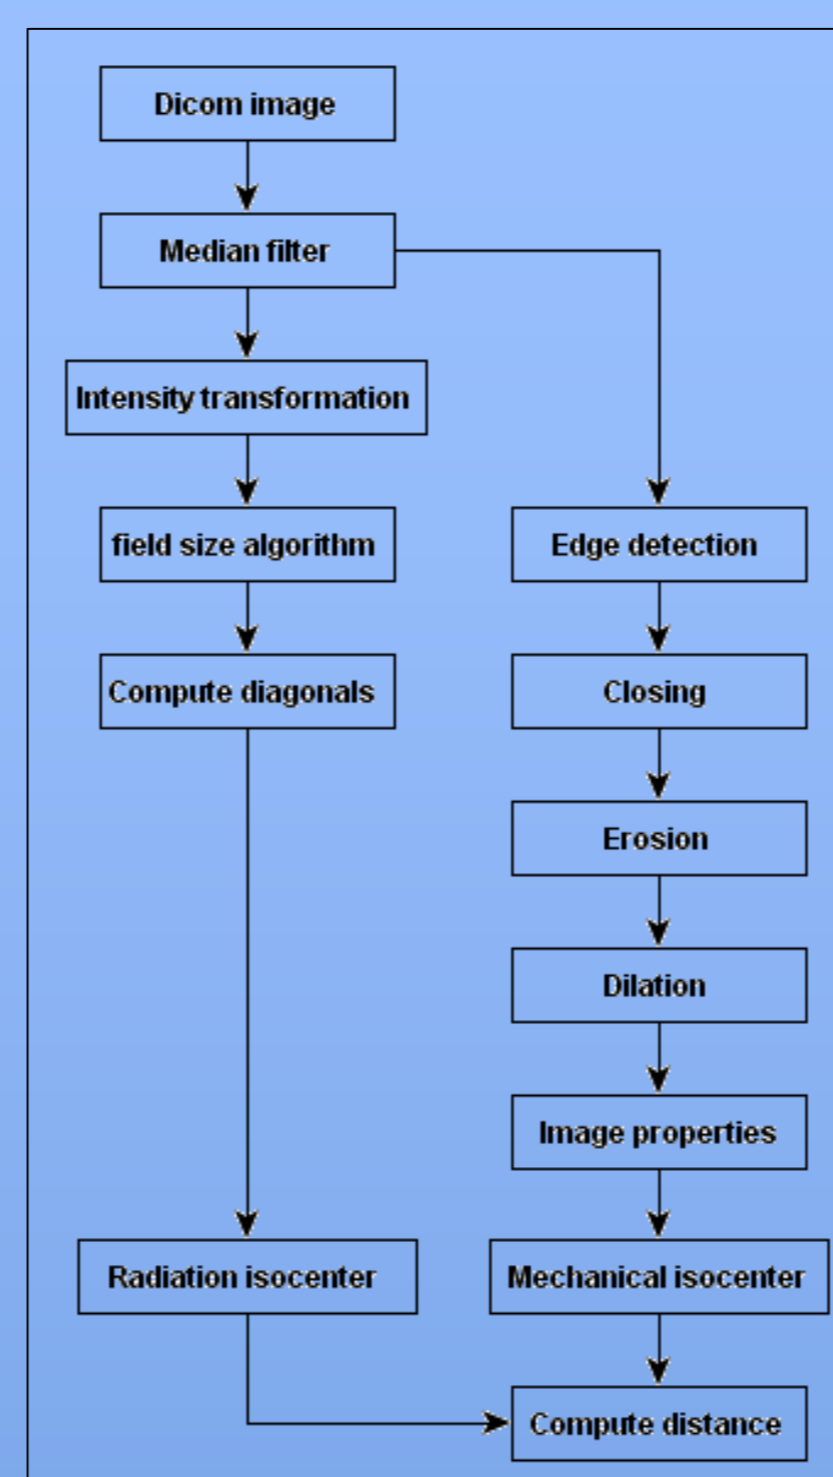 Dicom image
Median filter
Intensity transformation
field size algorithm
Edge detection
Compute diagonals
Closing
Erosion
Dilation
Image properties
Radiation isocenter
Mechanical isocenter
Compute distance